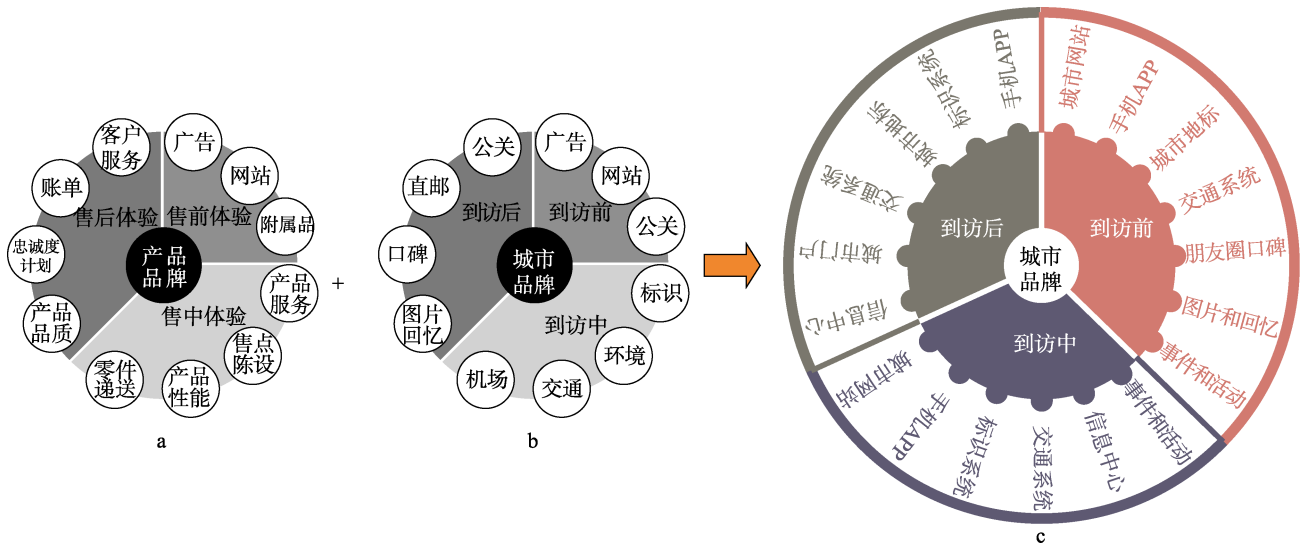 客户
服务
广告
账单
网站
售后体验
售前体验
附属品
忠诚度
计划
产品
品牌
产品
服务
产品
品质
售中体验
售点
陈设
零件
递送
产品
性能
a
+
公关
广告
直邮
网站
到访后
到访前
公关
口碑
城市
品牌
标识
图片
回忆
到访中
环境
机场
交通
b
城市网站
手机APP
城市地标
交通系统
朋友圈口碑
图片和回忆
事件和活动
到访前
手机APP
标识系统
城市地标
交通系统
城市门户
信息中心
到访后
城市
品牌
到访中
城市网站
手机APP
标识系统
交通系统
信息中心
事件和活动
c